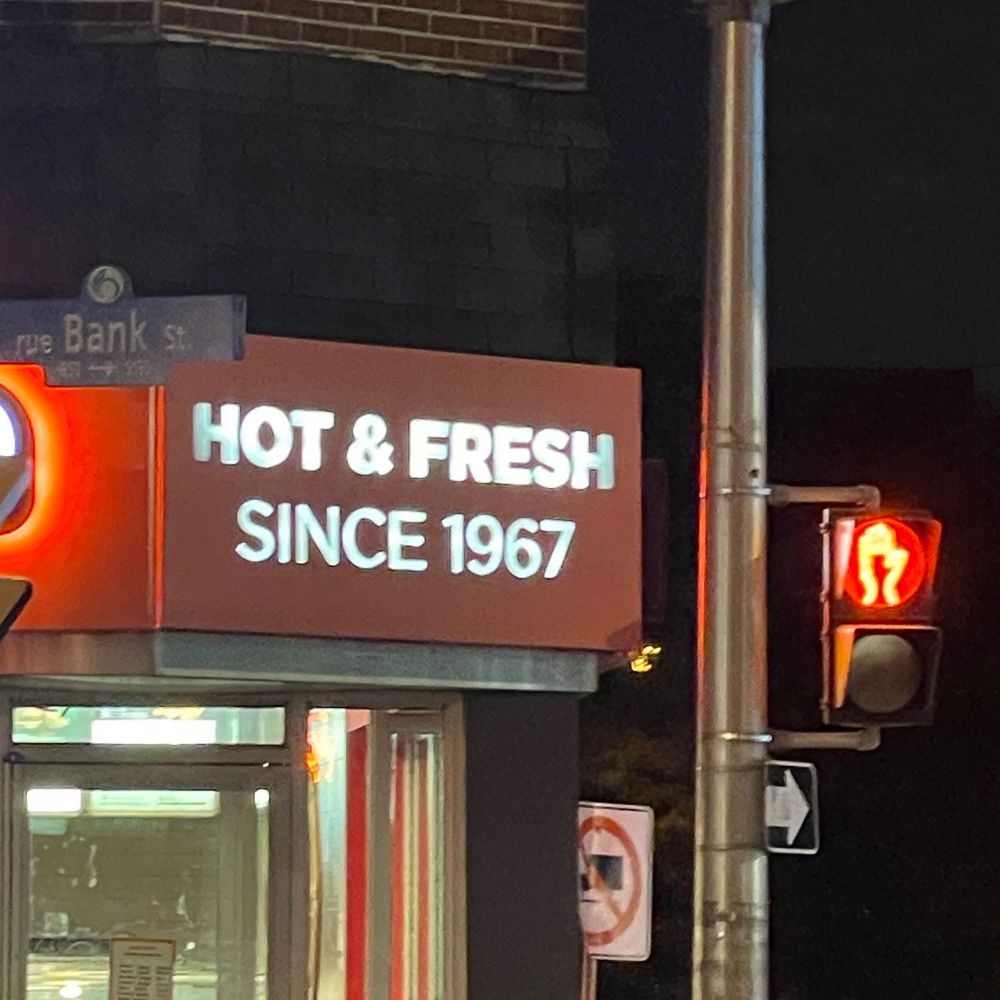 rue Bank St.
HOT & FRESH
SINCE 1967